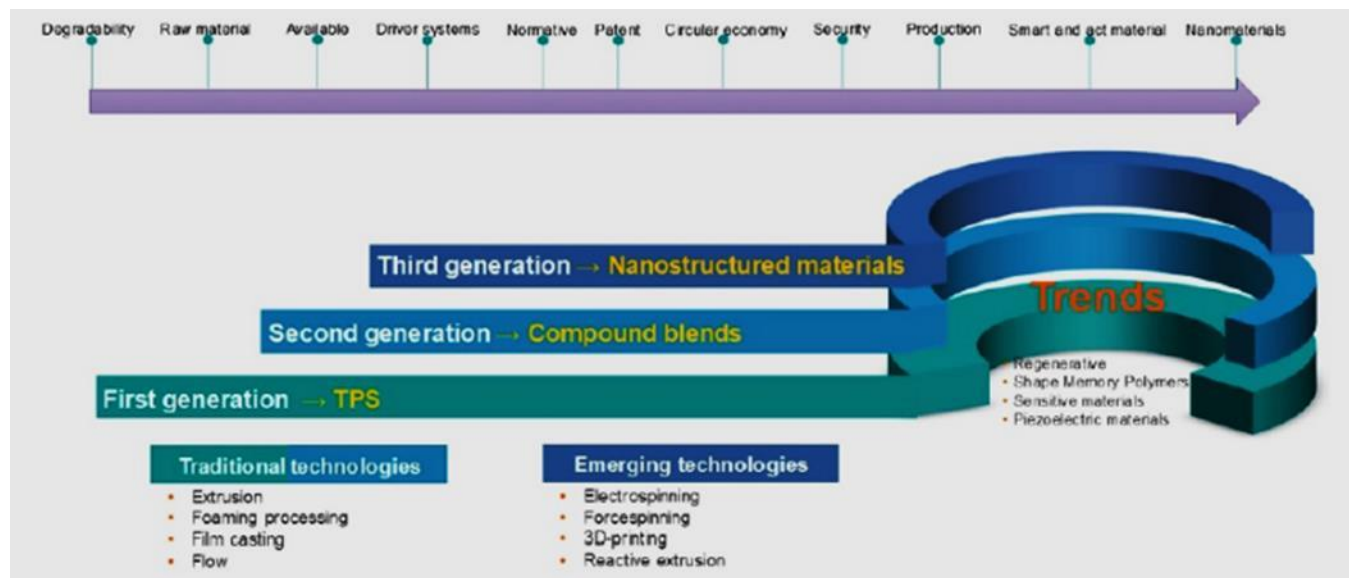 Degradability Raw material Available Drivor systems Normative Patent Circular economy Security Production Smart and act material Nanomaterials
Third generation → Nanostructured materials
Second generation → Compound blends
First generation → TPS
Trends
• Regenerative
• Shape Memory Polymers
• Sensitive materials
• Piezoelectric materials
Traditional technologies
• Extrusion
• Foaming processing
• Film casting
• Flow
Emerging technologies
• Electrospinning
• Forcespinning
• 3D-printing
• Reactive extrusion